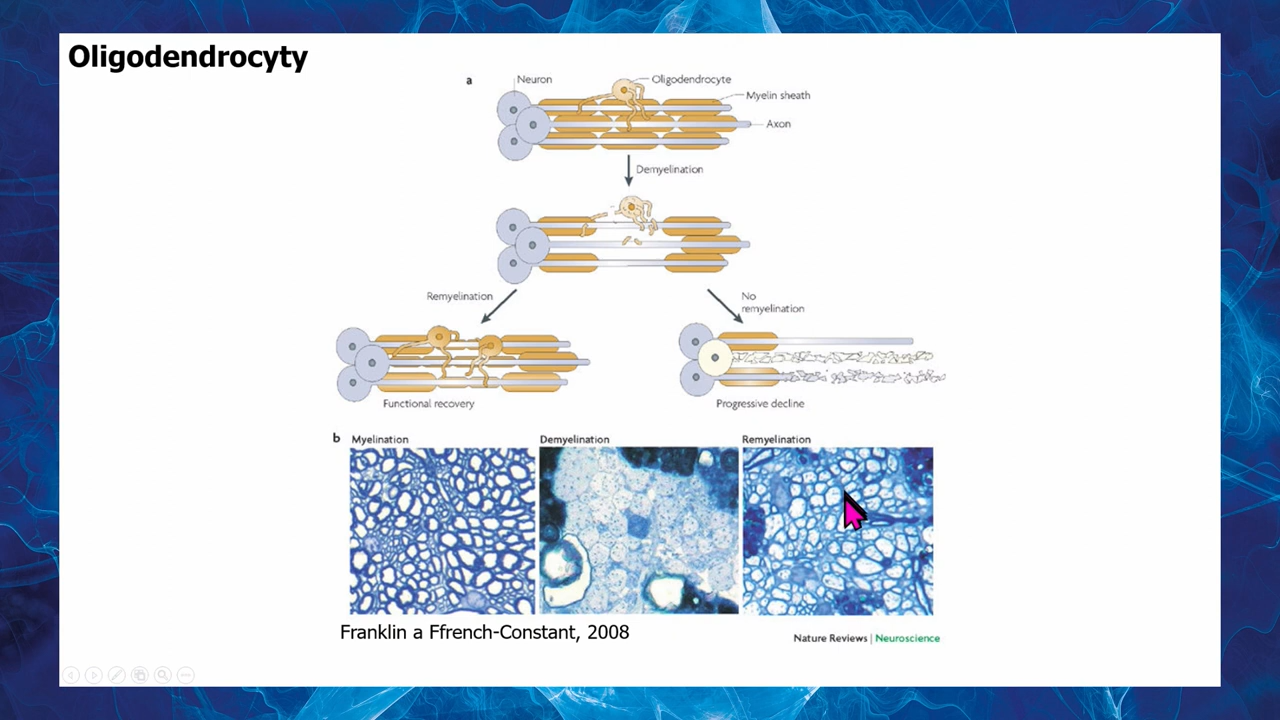 Oligodendrocyty
a
Neuron
Oligodendrocyte
Myelin sheath
Axon
Demyelination
Remyelination
No
remyelination
Functional recovery
Progressive decline
b
Myelination
Demyelination
Remyelination
Franklin a Ffrench-Constant, 2008
Nature Reviews | Neuroscience